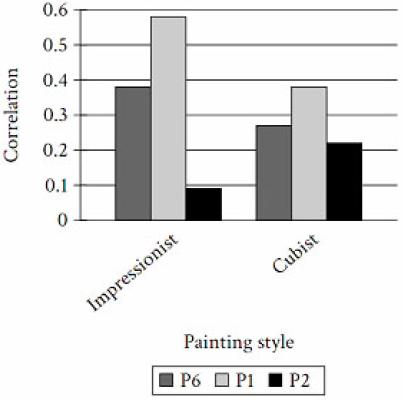 0.6
0.5
0.4
0.3
0.2
0.1
0
Correlation
Impressionist
Cubist
Painting style
P6 P1 P2